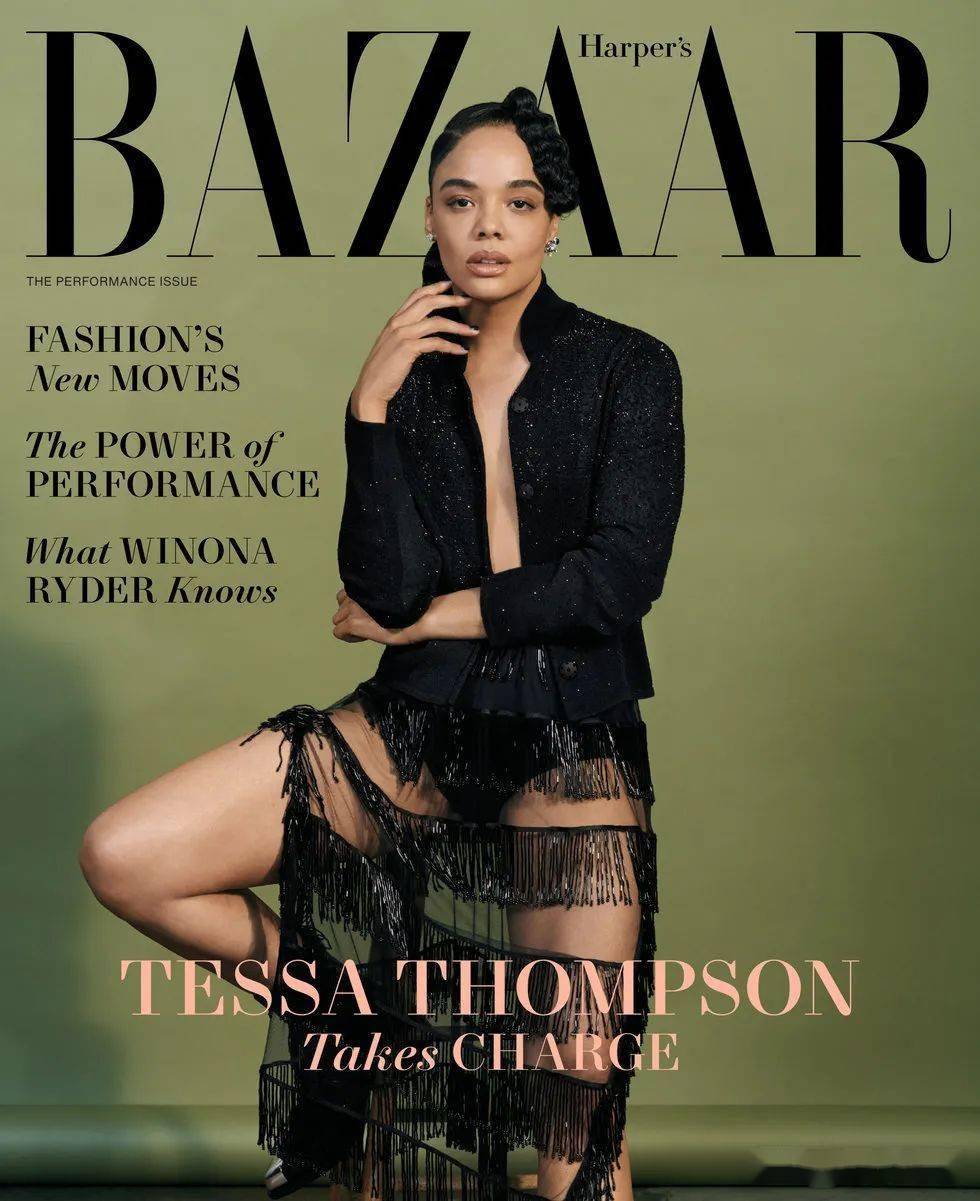 Harper's
BAZAAR
THE PERFORMANCE ISSUE
FASHION'S
New MOVES
The POWER of
PERFORMANCE
What WINONA
RYDER Knows
TESSA THOMPSON
Takes CHARGE